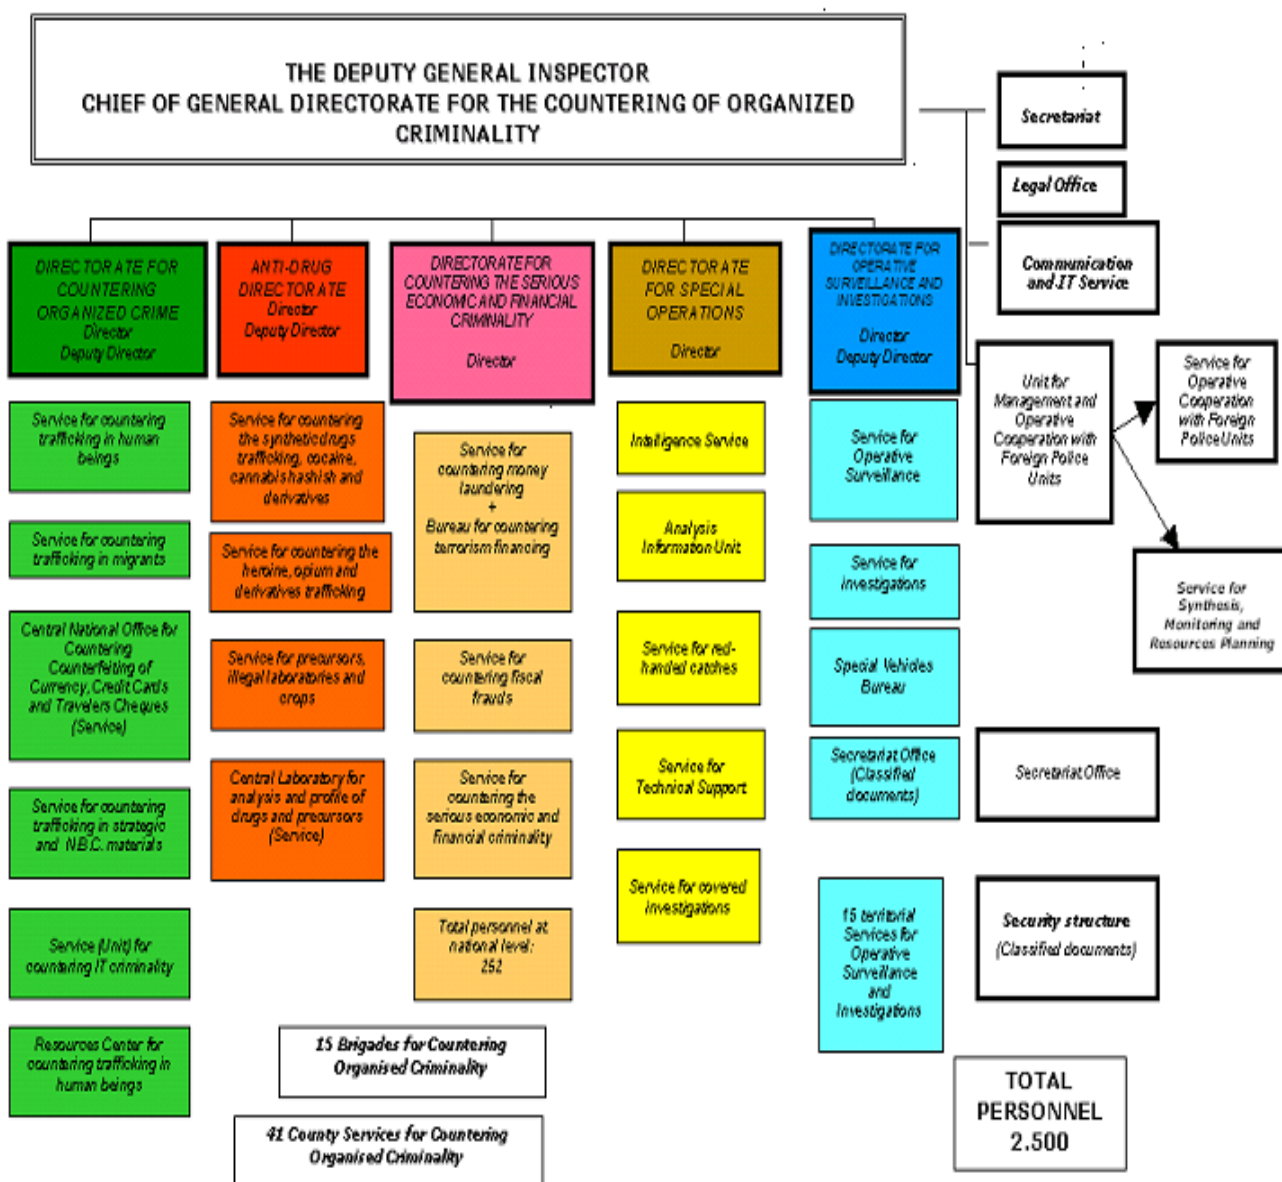 THE DEPUTY GENERAL INSPECTOR
CHIEF OF GENERAL DIRECTORATE FOR THE COUNTERING OF ORGANIZED
CRIMINALITY
Secretariat
Legal Office
Communication
and IT Service
DIRECTORATE FOR
COUNTERING
ORGANIZED CRIME
Director
Deputy Director
ANTI-DRUG
DIRECTORATE
Director
Deputy Director
DIRECTORATE FOR
COUNTERING THE SERIOUS
ECONOMIC AND FINANCIAL
CRIMINALITY
Director
DIRECTORATE
FOR SPECIAL
OPERATIONS
Director
DIRECTORATE FOR
OPERATIVE
SURVEILLANCE AND
INVESTIGATIONS
Director
Deputy Director
Unit for
Management and
Operative
Cooperation with
Foreign Police
Units
Service for
Operative
Cooperation
with Foreign
Police Units
Service for
Synthesis,
Monitoring and
Resources Planning
Service for countering
trafficking in human
beings
Service for countering
trafficking in migrants
Central National Office for
Countering
Counterfeiting of
Currency, Credit Cards
and Travelers Cheques
(Service)
Service for countering
trafficking in strategic
and N.B.C. materials
Service (Unit) for
countering IT criminality
Resources Center for
countering trafficking in
human beings
Service for countering
the synthetic drugs
trafficking, cocaine,
cannabis hashish and
derivatives
Service for countering the
heroine, opium and
derivatives trafficking
Service for precursors,
illegal laboratories and
crops
Central Laboratory for
analysis and profile of
drugs and precursors
(Service)
Service for
countering money
laundering
+
Bureau for countering
terrorism financing
Service for
countering fiscal
frauds
Service for
countering the
serious economic and
financial criminality
Total personnel at
national level:
252
Intelligence Service
Analysis
Information Unit
Service for red-
handed catches
Service for
Technical Support
Service for covered
investigations
Service for
Operative
Surveillance
Service for
Investigations
Special Vehicles
Bureau
Secretariat Office
(Classified
documents)
15 territorial
Services for
Operative
Surveillance
and
Investigations
Secretariat Office
Security structure
(Classified documents)
15 Brigades for Countering
Organised Criminality
41 County Services for Countering
Organised Criminality
TOTAL
PERSONNEL
2.500